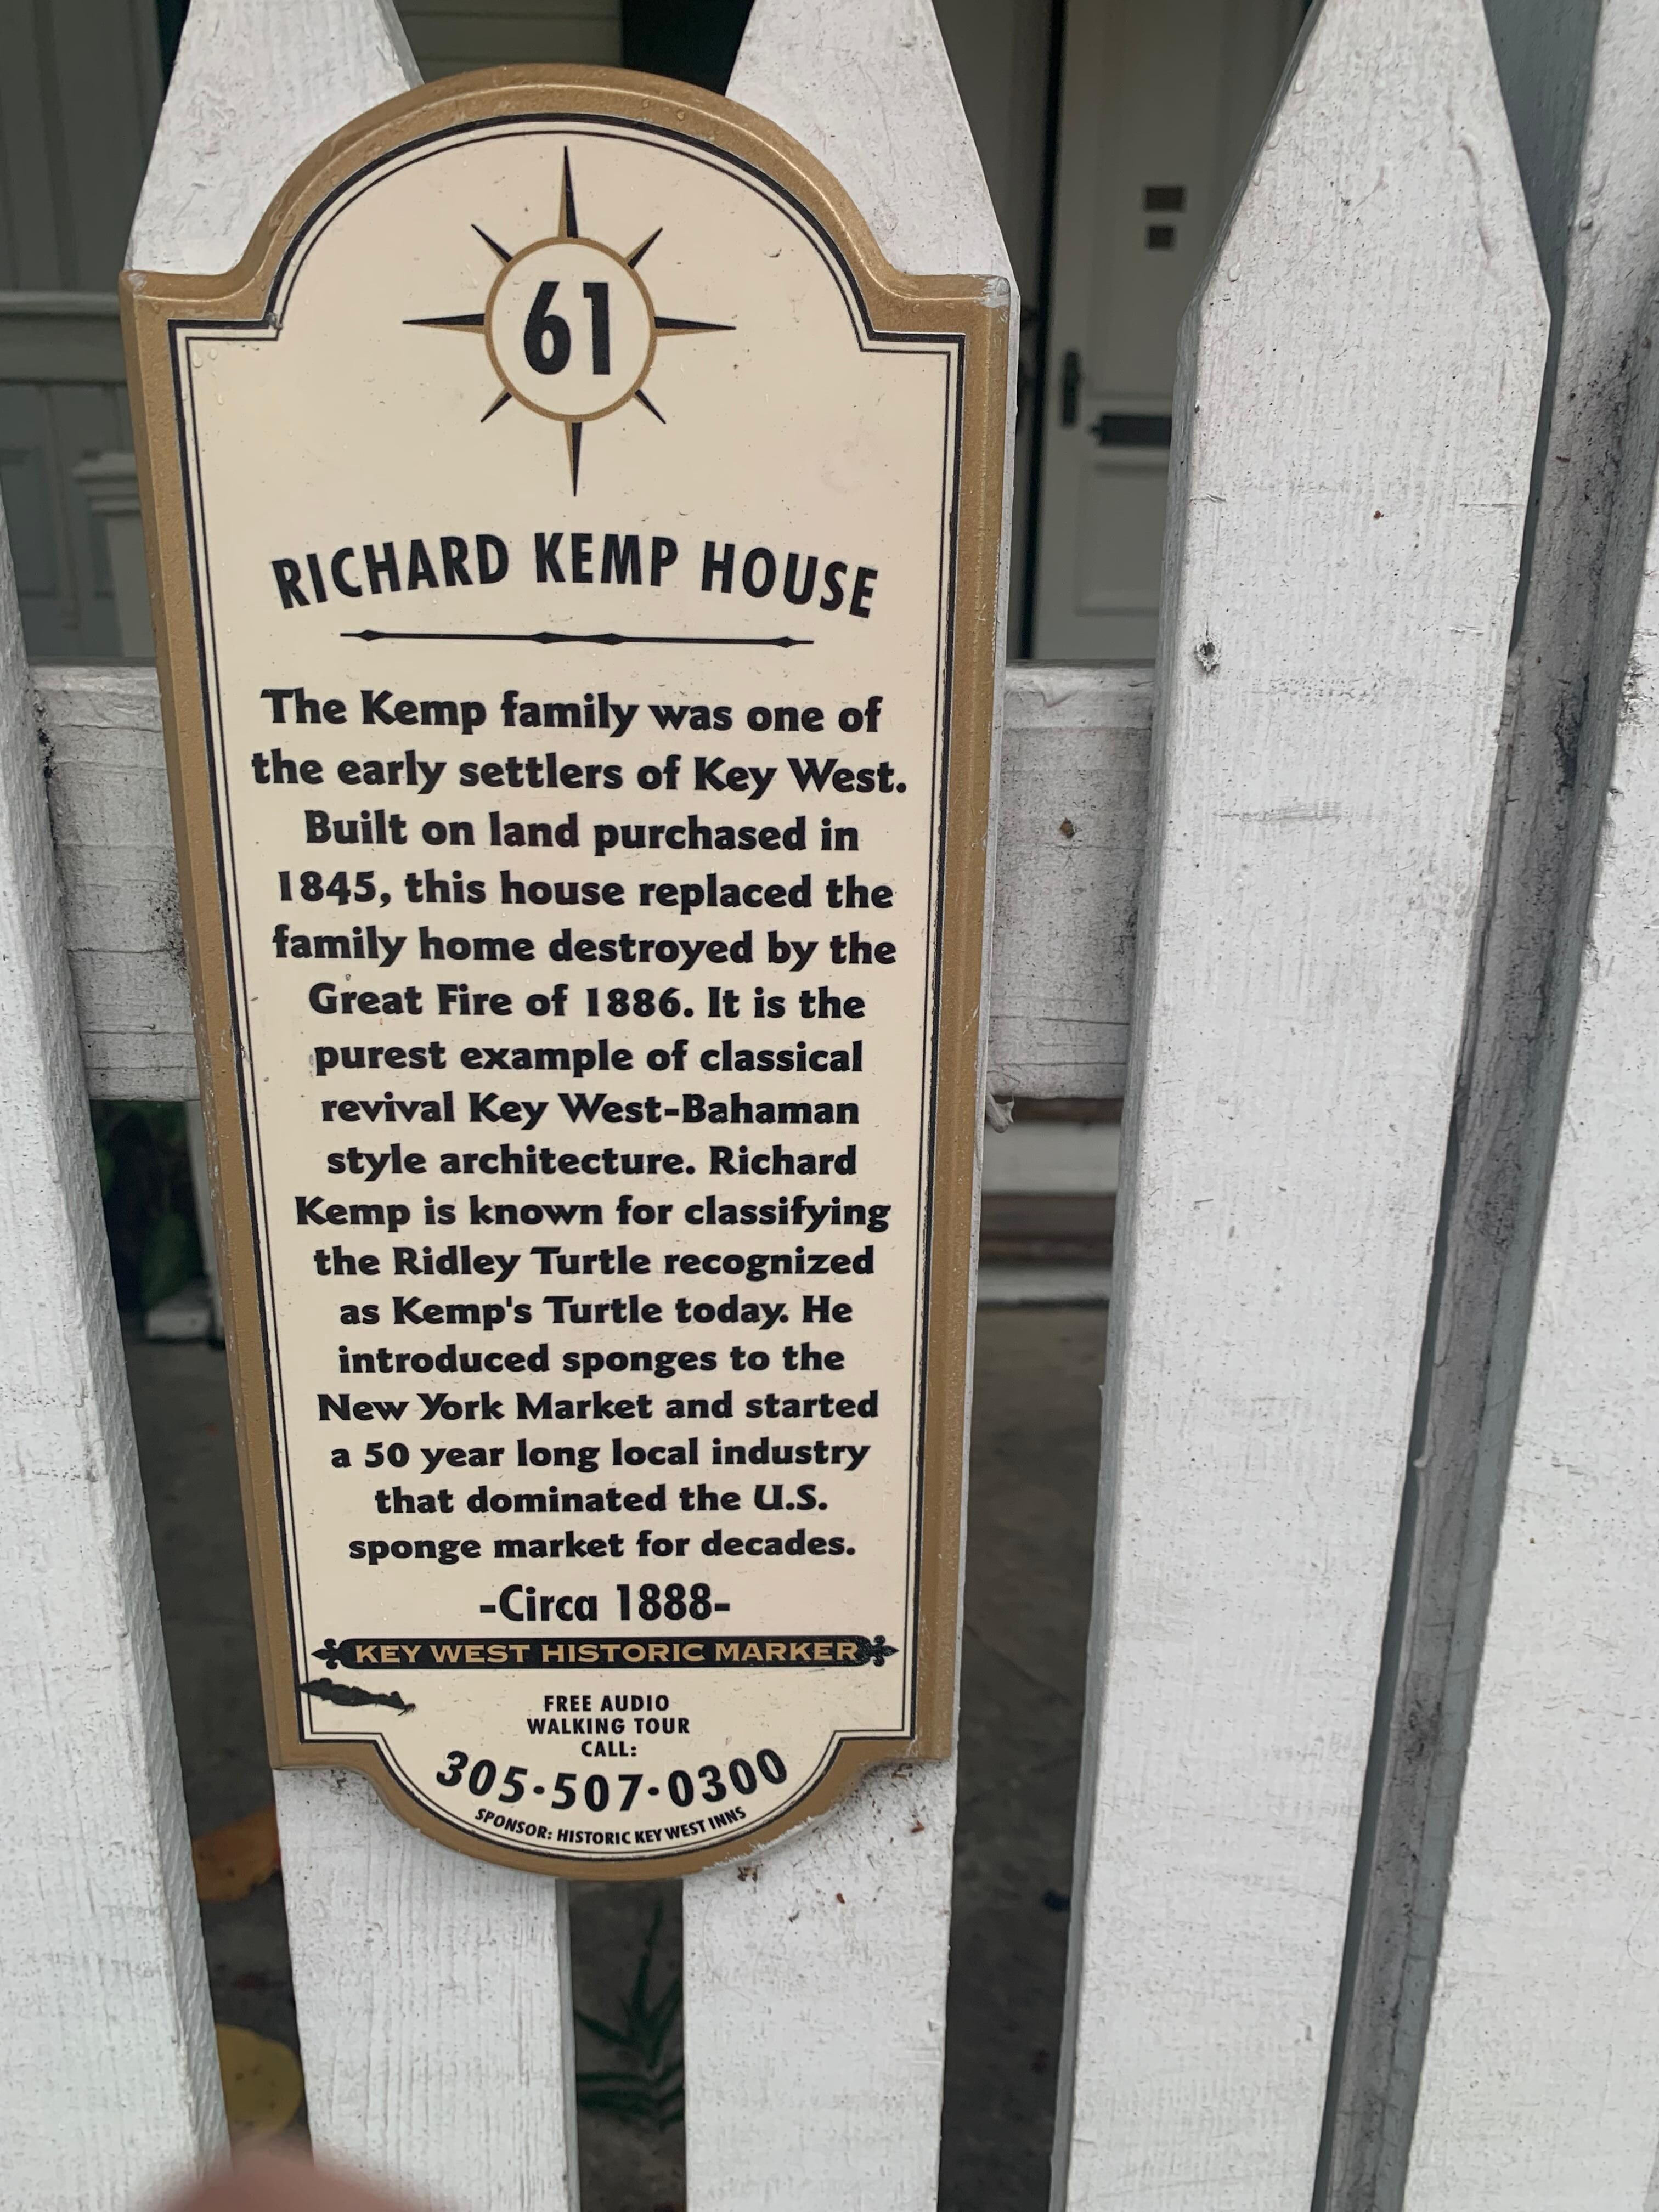 61
RICHARD KEMP HOUSE
The Kemp family was one of
the early settlers of Key West.
Built on land purchased in
1845, this house replaced the
family home destroyed by the
Great Fire of 1886. It is the
purest example of classical
revival Key West-Bahaman
style architecture. Richard
Kemp is known for classifying
the Ridley Turtle recognized
as Kemp's Turtle today. He
introduced sponges to the
New York Market and started
a 50 year long local industry
that dominated the U.S.
sponge market for decades.
-Circa 1888-
KEY WEST HISTORIC MARKER
FREE AUDIO
WALKING TOUR
CALL:
305·507·0300
SPONSOR: HISTORIC KEY WEST INNS